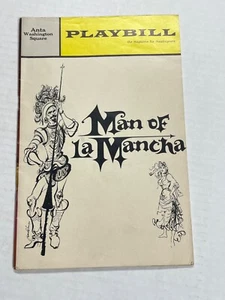 Anta
Washington
Square
PLAYBILL
the magazine for theatregoers
Man of
La Mancha